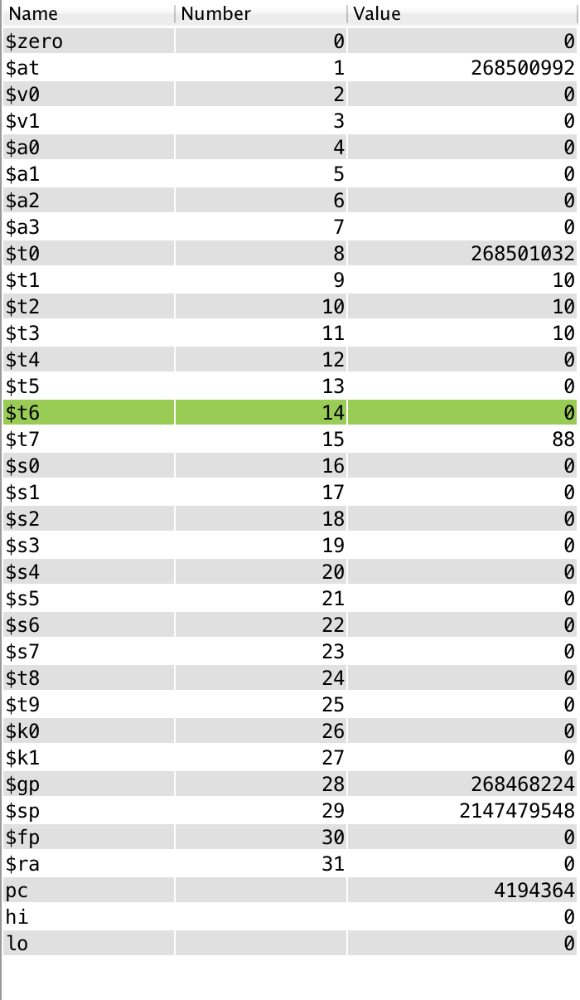 Name Number Value
$zero 0 0
$at 1 268500992
$v0 2 0
$v1 3 0
$a0 4 0
$a1 5 0
$a2 6 0
$a3 7 0
$t0 8 268501032
$t1 9 10
$t2 10 10
$t3 11 10
$t4 12 0
$t5 13 0
$t6 14 0
$t7 15 88
$s0 16 0
$s1 17 0
$s2 18 0
$s3 19 0
$s4 20 0
$s5 21 0
$s6 22 0
$s7 23 0
$t8 24 0
$t9 25 0
$k0 26 0
$k1 27 0
$gp 28 268468224
$sp 29 2147479548
$fp 30 0
$ra 31 0
pc 4194364
hi 0
lo 0